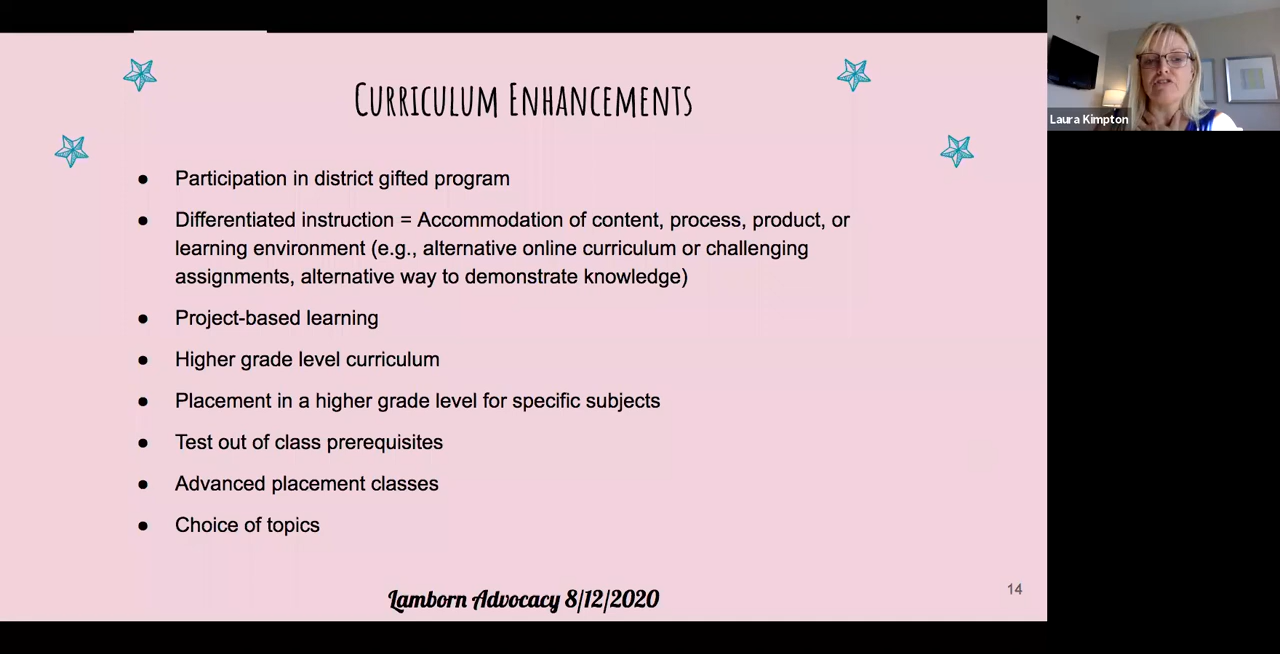 CURRICULUM ENHANCEMENTS
Laura Kimpton
● Participation in district gifted program
● Differentiated instruction = Accommodation of content, process, product, or
learning environment (e.g., alternative online curriculum or challenging
assignments, alternative way to demonstrate knowledge)
● Project-based learning
● Higher grade level curriculum
● Placement in a higher grade level for specific subjects
● Test out of class prerequisites
● Advanced placement classes
● Choice of topics
Lamborn Advocacy 8/12/2020
14